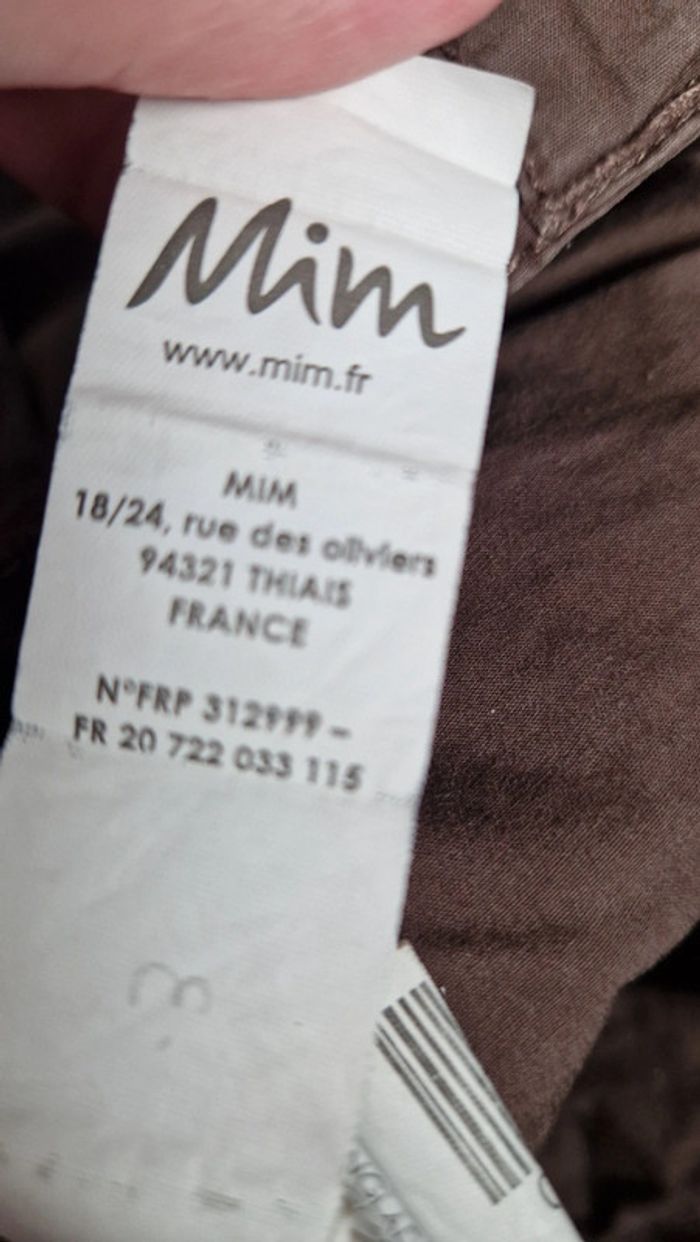 Mim
www.mim.fr
MIM
18/24, rue des oliviers
94321 THIAIS
FRANCE
N°FRP 312999 –
FR 20 722 033 115